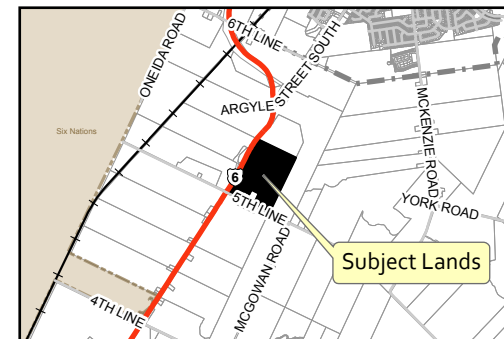 6TH LINE
ONEIDA ROAD
ARGYLE STREET SOUTH
MCKENZIE ROAD
Six Nations
6
5TH LINE
YORK ROAD
MCGOWAN ROAD
Subject Lands
4TH LINE